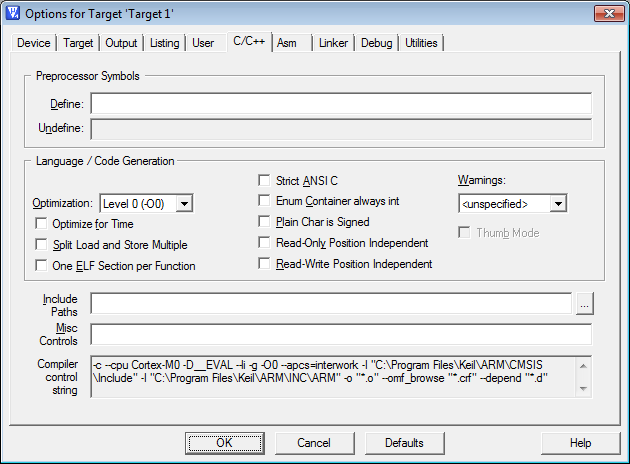 Options for Target 'Target 1'
Device Target Output Listing User C/C++ Asm Linker Debug Utilities
Preprocessor Symbols
Define:
Undefine:
Language / Code Generation
Strict ANSI C Warnings:
Optimization: Level 0 (-O0) Enum Container always int <unspecified>
Optimize for Time Plain Char is Signed Thumb Mode
Split Load and Store Multiple Read-Only Position Independent
One ELF Section per Function Read-Write Position Independent
Include
Paths ...
Misc
Controls
Compiler
control
string
-c --cpu Cortex-M0 -D__EVAL --li -g -O0 --apcs=interwork -I "C:\Program Files\Keil\ARM\CMSIS
\Include" -I "C:\Program Files\Keil\ARM\INC\ARM" -o "*.o" --omf_browse "*.crf" --depend "*.d"
OK Cancel Defaults Help